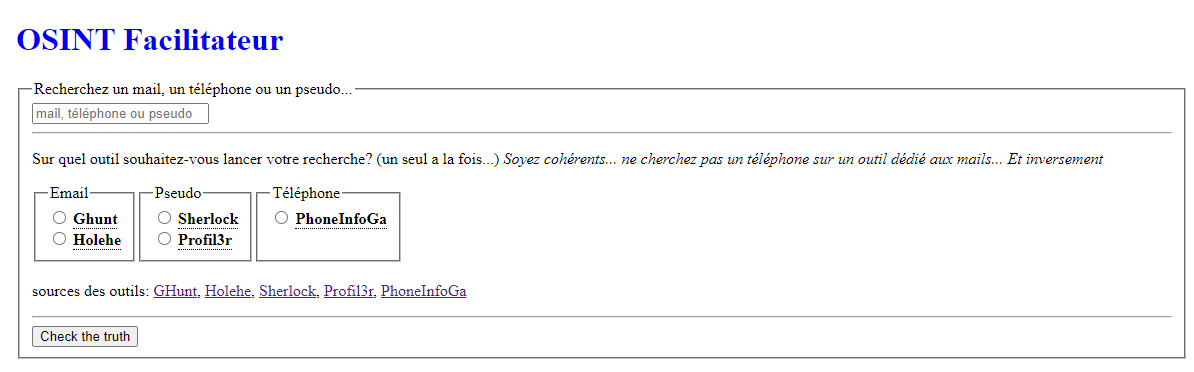 OSINT Facilitateur
Recherchez un mail, un téléphone ou un pseudo...
mail, téléphone ou pseudo
Sur quel outil souhaitez-vous lancer votre recherche? (un seul a la fois...) Soyez cohérents... ne cherchez pas un téléphone sur un outil dédié aux mails... Et inversement
Email Pseudo Téléphone
Ghunt Sherlock PhoneInfoGa
Holehe Profil3r
sources des outils: GHunt, Holehe, Sherlock, Profil3r, PhoneInfoGa
Check the truth